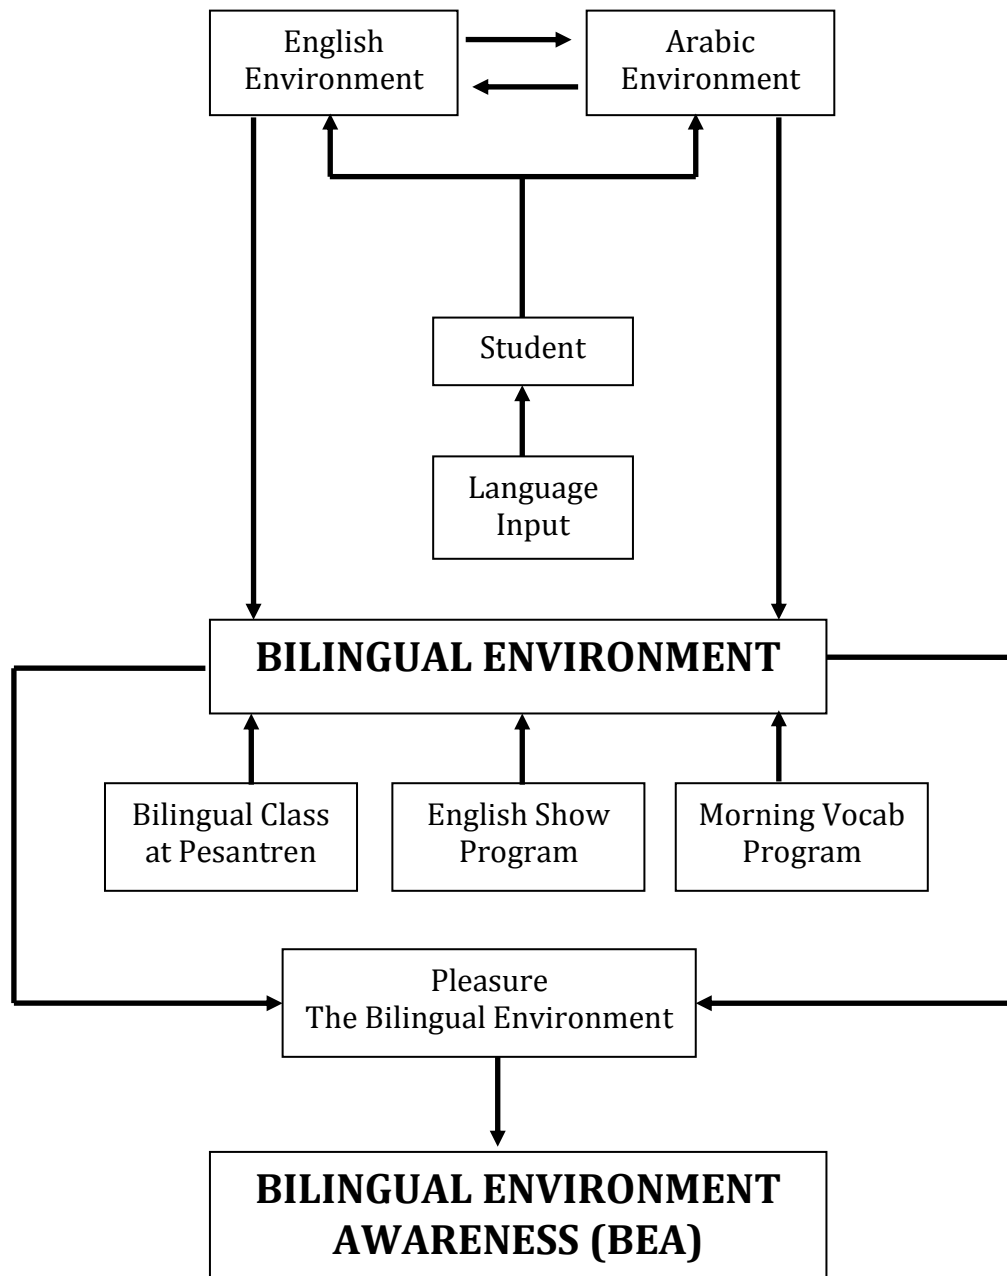 English
Environment
Arabic
Environment
Student
Language
Input
BILINGUAL ENVIRONMENT
Bilingual Class
at Pesantren
English Show
Program
Morning Vocab
Program
Pleasure
The Bilingual Environment
BILINGUAL ENVIRONMENT
AWARENESS (BEA)